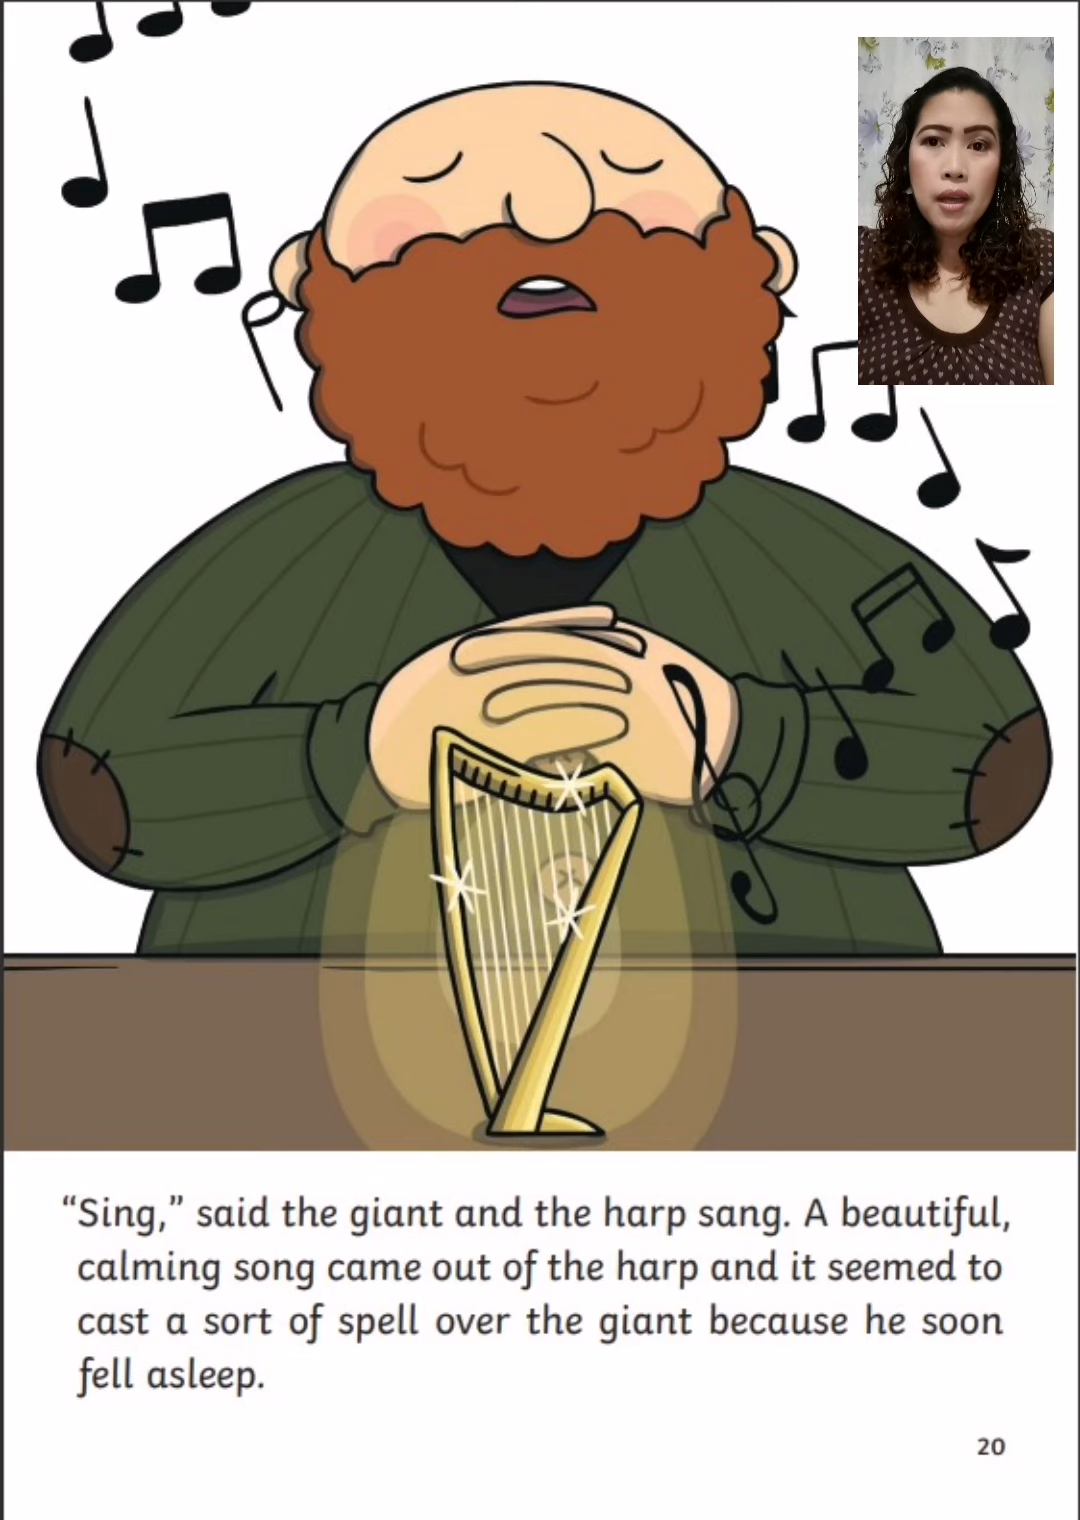 “Sing,” said the giant and the harp sang. A beautiful,
calming song came out of the harp and it seemed to
cast a sort of spell over the giant because he soon
fell asleep.
20